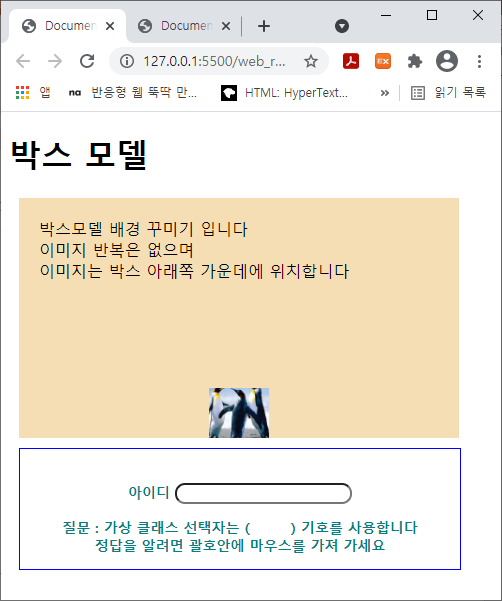 Documen
Documen
127.0.0.1:5500/web_r...
앱
na 반응형 웹 뚝딱 만...
HTML: HyperText...
읽기 목록
박스 모델
박스모델 배경 꾸미기 입니다
이미지 반복은 없으며
이미지는 박스 아래쪽 가운데에 위치합니다
아이디
질문 : 가상 클래스 선택자는 ( ) 기호를 사용합니다
정답을 알려면 괄호안에 마우스를 가져 가세요